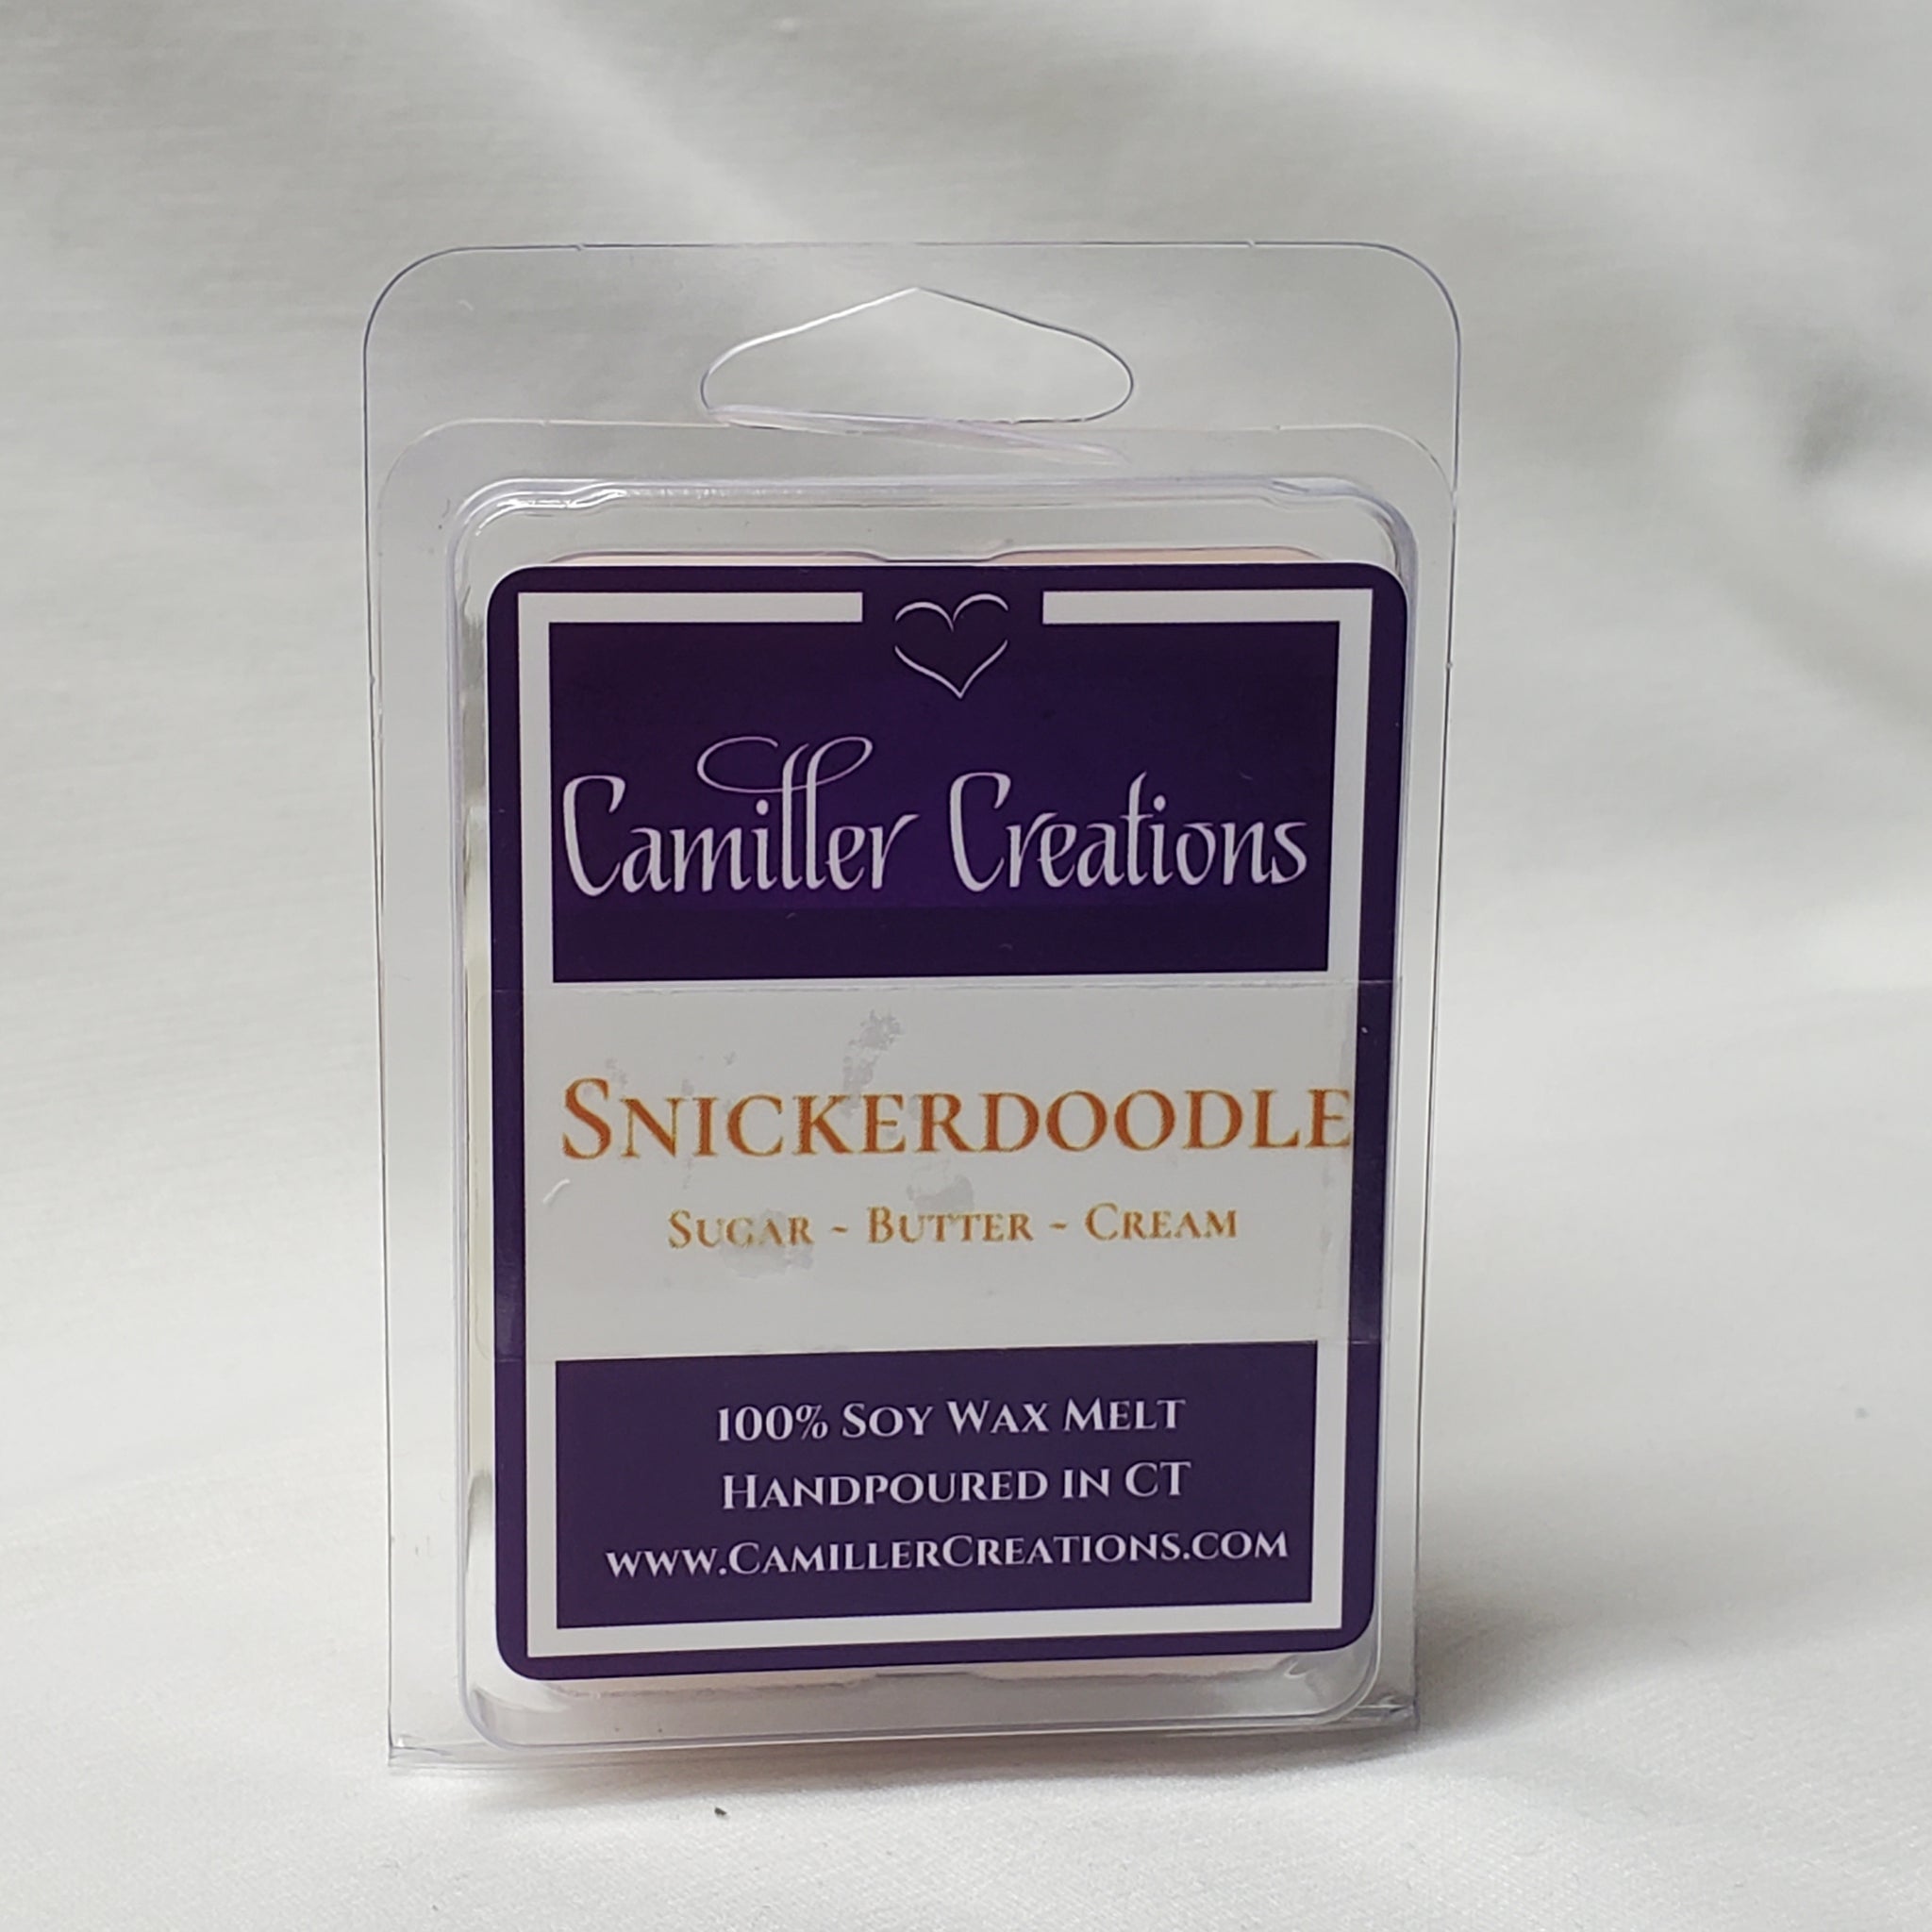 Camiller Creations
Snickerdoodle
Sugar ~ Butter ~ Cream
100% Soy Wax Melt
Handpoured in CT
www.CamillerCreations.com